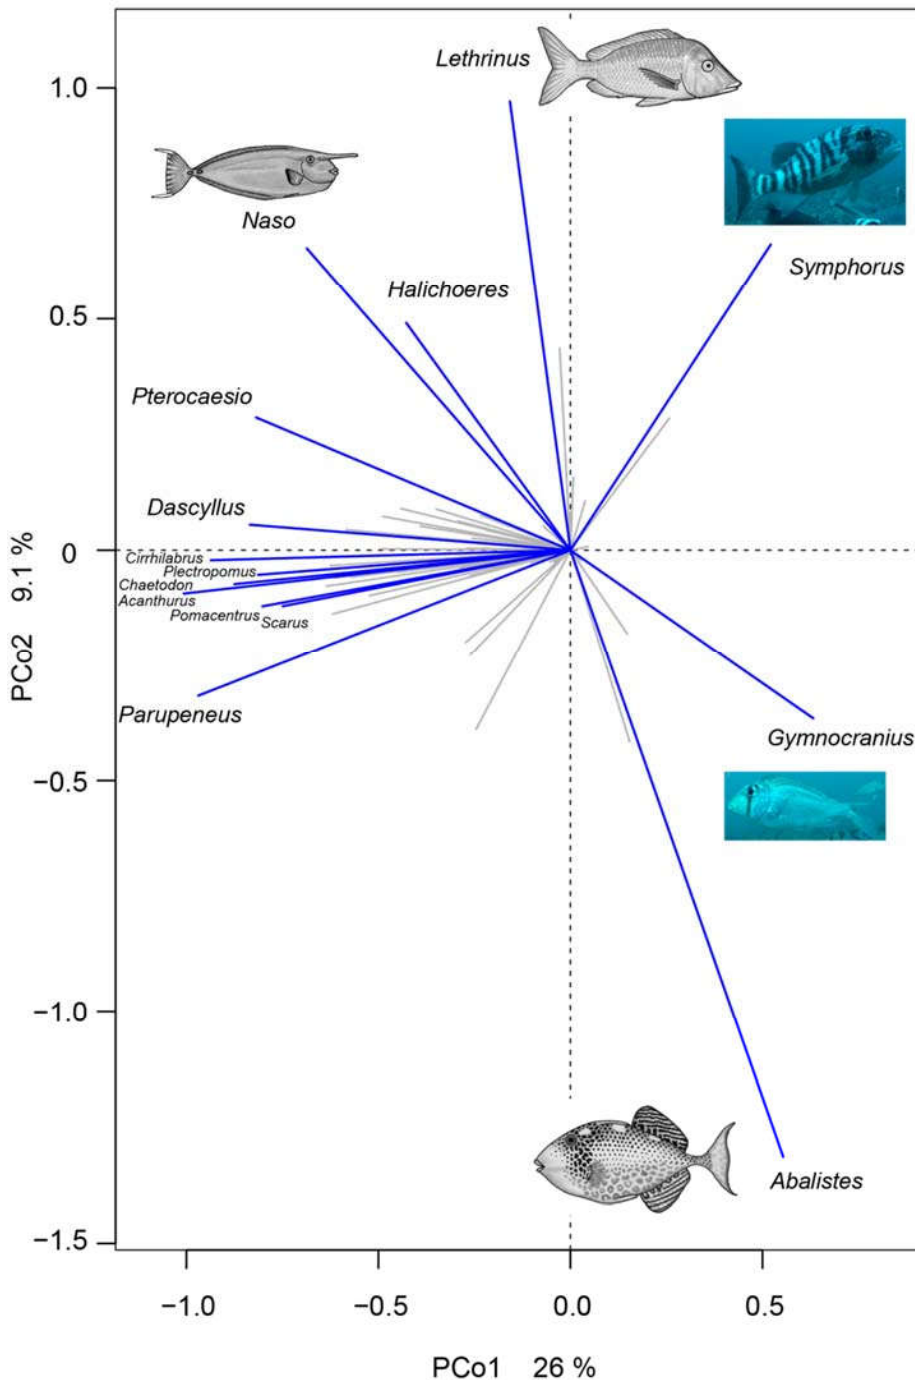 Lethrinus
1.0
Naso
Symphorus
Halichoeres
0.5
Pterocaesio
Dascyllus
0
Cirrhilabrus
Plectropomus
Chaetodon
Acanthurus
Pomacentrus
Scarus
PCo2 9.1 %
Parupeneus
Gymnocranius
−0.5
−1.0
Abalistes
−1.5
−1.0 −0.5 0.0 0.5
PCo1 26 %